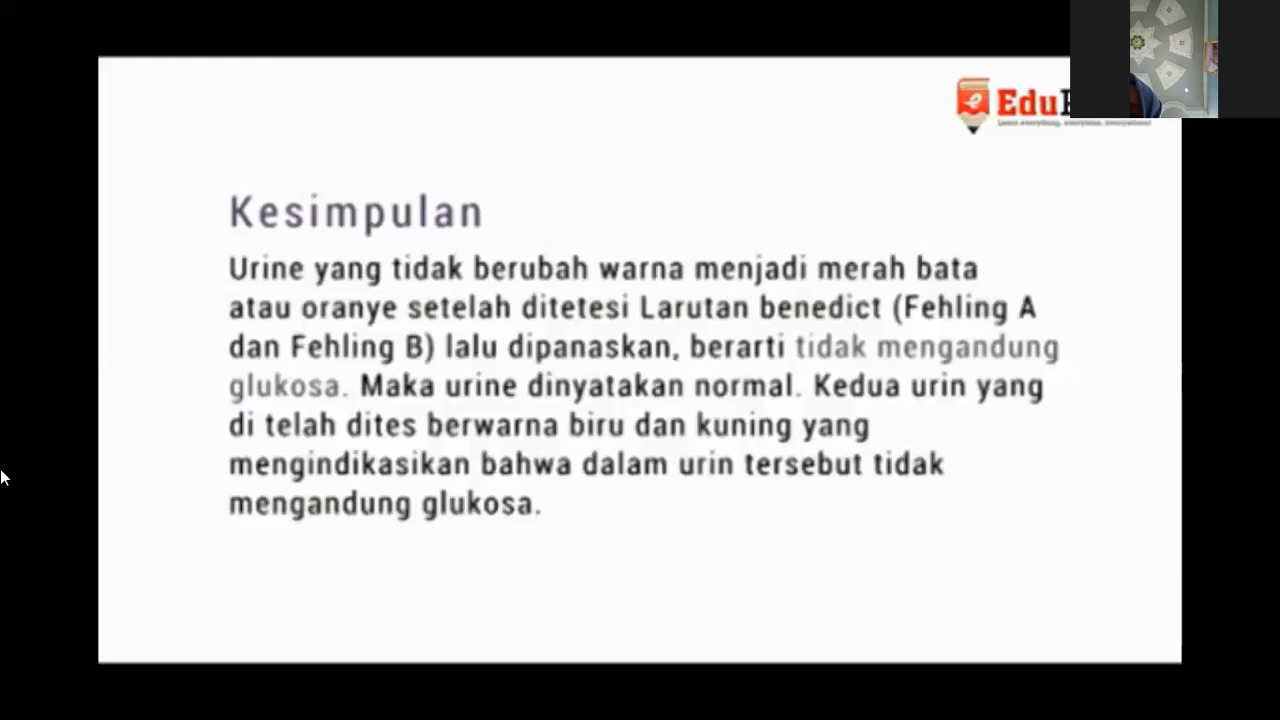 Edu
Kesimpulan
Urine yang tidak berubah warna menjadi merah bata
atau oranye setelah ditetesi Larutan benedict (Fehling A
dan Fehling B) lalu dipanaskan, berarti tidak mengandung
glukosa. Maka urine dinyatakan normal. Kedua urin yang
di telah dites berwarna biru dan kuning yang
mengindikasikan bahwa dalam urin tersebut tidak
mengandung glukosa.